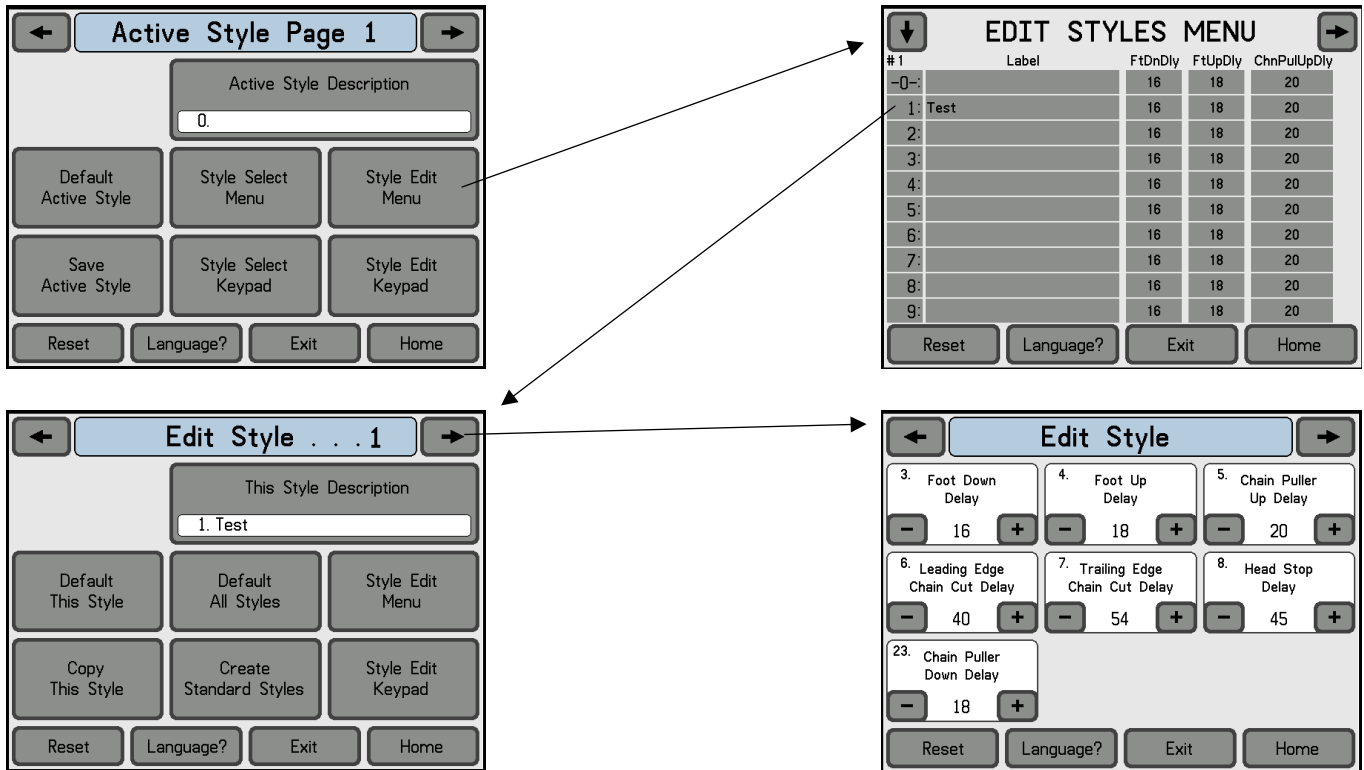 Active Style Page 1
Active Style Description
0.
Default
Active Style
Style Select
Menu
Style Edit
Menu
Save
Active Style
Style Select
Keypad
Style Edit
Keypad
Reset
Language?
Exit
Home
EDIT STYLES MENU
#1 Label FtDnDly FtUpDly ChnPulUpDly
-0-: 16 18 20
1: Test 16 18 20
2: 16 18 20
3: 16 18 20
4: 16 18 20
5: 16 18 20
6: 16 18 20
7: 16 18 20
8: 16 18 20
9: 16 18 20
Reset
Language?
Exit
Home
Edit Style . . . 1
This Style Description
1. Test
Default
This Style
Default
All Styles
Style Edit
Menu
Copy
This Style
Create
Standard Styles
Style Edit
Keypad
Reset
Language?
Exit
Home
Edit Style
3. Foot Down
Delay
- 16 +
4. Foot Up
Delay
- 18 +
5. Chain Puller
Up Delay
- 20 +
6. Leading Edge
Chain Cut Delay
- 40 +
7. Trailing Edge
Chain Cut Delay
- 54 +
8. Head Stop
Delay
- 45 +
23. Chain Puller
Down Delay
- 18 +
Reset
Language?
Exit
Home